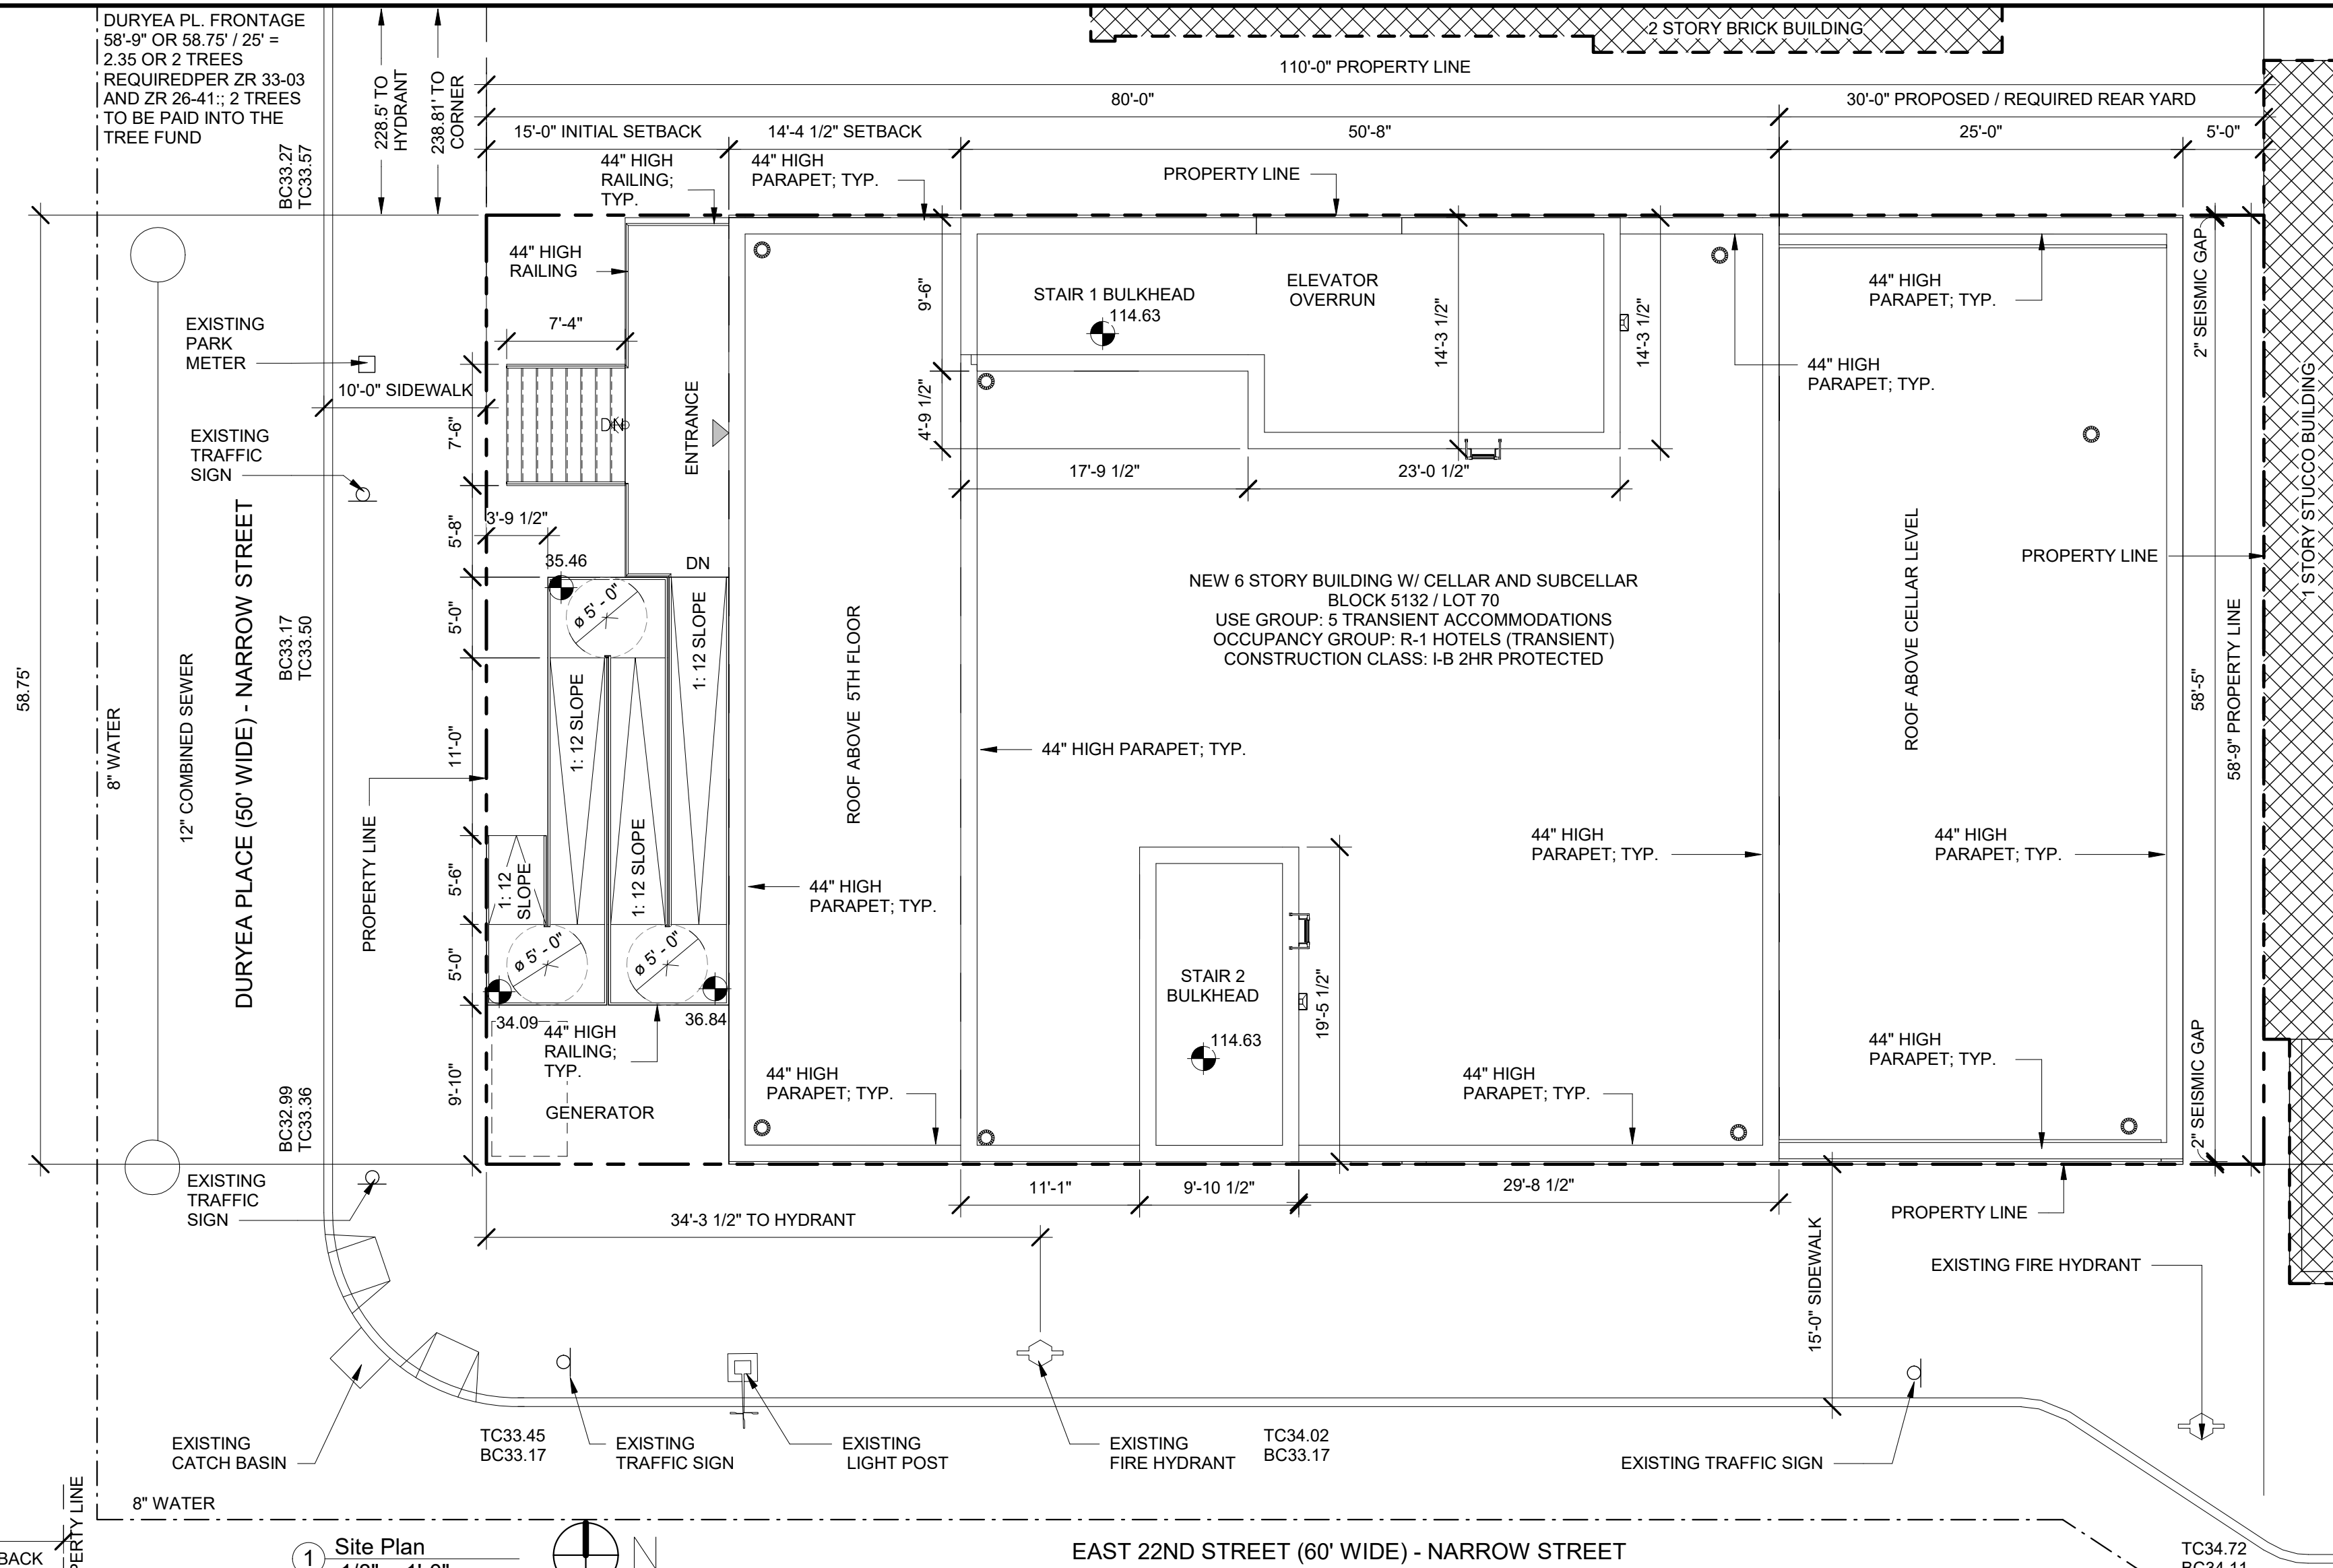 DURYEA PL. FRONTAGE
58'-9" OR 58.75' / 25' =
2.35 OR 2 TREES
REQUIREDPER ZR 33-03
AND ZR 26-41:; 2 TREES
TO BE PAID INTO THE
TREE FUND
228.5' TO
HYDRANT
238.81' TO
CORNER
2 STORY BRICK BUILDING
110'-0" PROPERTY LINE
80'-0"
30'-0" PROPOSED / REQUIRED REAR YARD
15'-0" INITIAL SETBACK
14'-4 1/2" SETBACK
50'-8"
25'-0"
5'-0"
BC33.27
TC33.57
44" HIGH
RAILING;
TYP.
44" HIGH
PARAPET; TYP.
PROPERTY LINE
44" HIGH
RAILING
7'-4"
9'-6"
STAIR 1 BULKHEAD
114.63
ELEVATOR
OVERRUN
14'-3 1/2"
14'-3 1/2"
44" HIGH
PARAPET; TYP.
2" SEISMIC GAP
44" HIGH
PARAPET; TYP.
EXISTING
PARK
METER
10'-0" SIDEWALK
7'-6"
DN
ENTRANCE
4'-9 1/2"
17'-9 1/2"
23'-0 1/2"
EXISTING
TRAFFIC
SIGN
5'-8"
3'-9 1/2"
35.46
DN
ø 5' - 0"
5'-0"
1: 12 SLOPE
1: 12 SLOPE
1: 12 SLOPE
1: 12
SLOPE
11'-0"
5'-6"
5'-0"
9'-10"
ø 5' - 0"
ø 5' - 0"
34.09
36.84
44" HIGH
RAILING;
TYP.
GENERATOR
58.75'
8" WATER
12" COMBINED SEWER
DURYEA PLACE (50' WIDE) - NARROW STREET
BC33.17
TC33.50
PROPERTY LINE
BC32.99
TC33.36
EXISTING
TRAFFIC
SIGN
ROOF ABOVE 5TH FLOOR
NEW 6 STORY BUILDING W/ CELLAR AND SUBCELLAR
BLOCK 5132 / LOT 70
USE GROUP: 5 TRANSIENT ACCOMMODATIONS
OCCUPANCY GROUP: R-1 HOTELS (TRANSIENT)
CONSTRUCTION CLASS: I-B 2HR PROTECTED
44" HIGH PARAPET; TYP.
44" HIGH
PARAPET; TYP.
44" HIGH
PARAPET; TYP.
STAIR 2
BULKHEAD
114.63
19'-5 1/2"
44" HIGH
PARAPET; TYP.
44" HIGH
PARAPET; TYP.
ROOF ABOVE CELLAR LEVEL
PROPERTY LINE
44" HIGH
PARAPET; TYP.
44" HIGH
PARAPET; TYP.
58'-5"
58'-9" PROPERTY LINE
1 STORY STUCCO BUILDING
2" SEISMIC GAP
11'-1"
9'-10 1/2"
29'-8 1/2"
34'-3 1/2" TO HYDRANT
PROPERTY LINE
15'-0" SIDEWALK
EXISTING FIRE HYDRANT
EXISTING
CATCH BASIN
TC33.45
BC33.17
EXISTING
TRAFFIC SIGN
EXISTING
LIGHT POST
EXISTING
FIRE HYDRANT
TC34.02
BC33.17
EXISTING TRAFFIC SIGN
8" WATER
1
Site Plan
N
EAST 22ND STREET (60' WIDE) - NARROW STREET
TC34.72